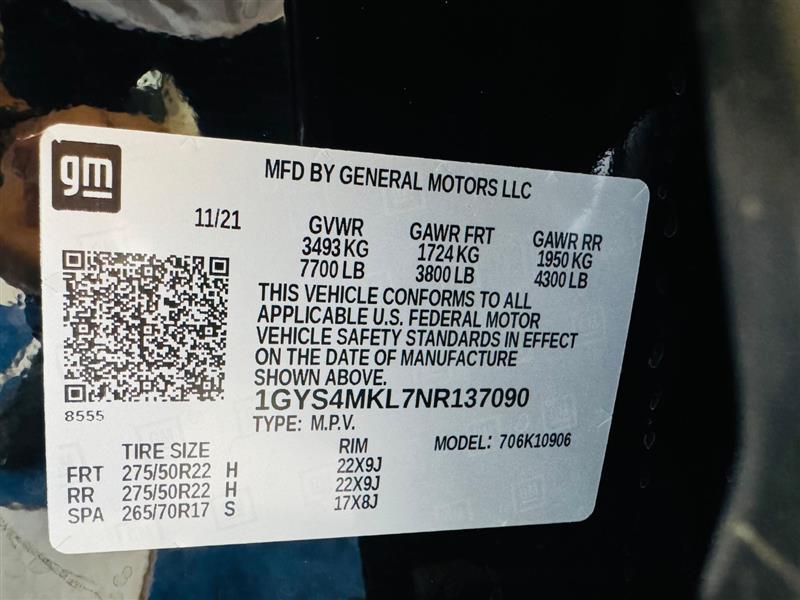 gm
MFD BY GENERAL MOTORS LLC
11/21 GVWR GAWR FRT GAWR RR
3493 KG 1724 KG 1950 KG
7700 LB 3800 LB 4300 LB
THIS VEHICLE CONFORMS TO ALL
APPLICABLE U.S. FEDERAL MOTOR
VEHICLE SAFETY STANDARDS IN EFFECT
ON THE DATE OF MANUFACTURE
SHOWN ABOVE.
8555
1GYS4MKL7NR137090
TYPE: M.P.V. MODEL: 706K10906
TIRE SIZE RIM
FRT 275/50R22 H 22X9J
RR 275/50R22 H 22X9J
SPA 265/70R17 S 17X8J